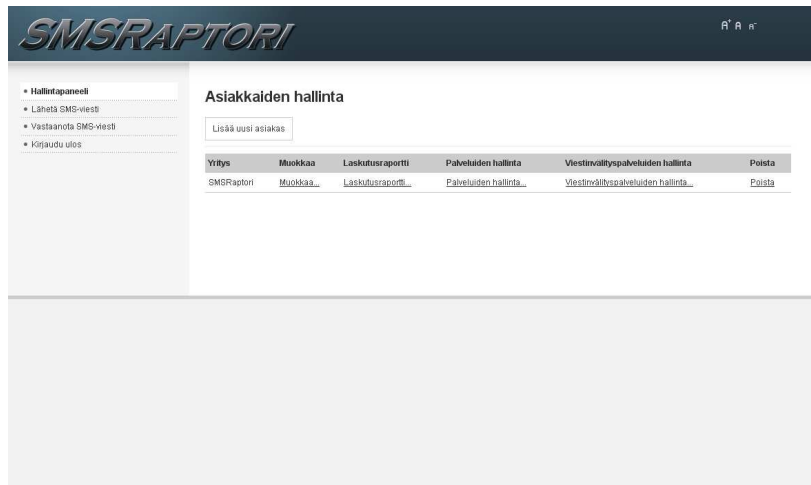 SMSRAPTORI
A+ A A-
Hallintapaneeli
Lähetä SMS-viesti
Vastaanota SMS-viesti
Kirjaudu ulos
Asiakkaiden hallinta
Lisää uusi asiakas
Yritys Muokkaa Laskutusraportti Palveluiden hallinta Viestinvälityspalveluiden hallinta Poista
SMSRaptori Muokkaa... Laskutusraportti... Palveluiden hallinta... Viestinvälityspalveluiden hallinta... Poista